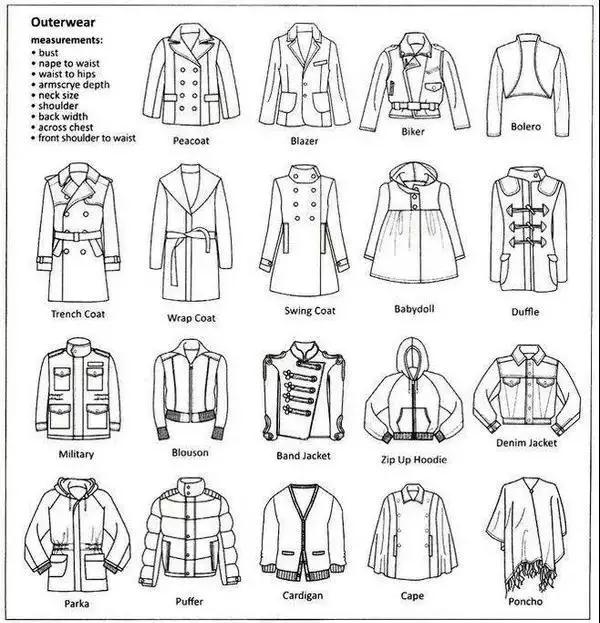 Outerwear
measurements:
• bust
• nape to waist
• waist to hips
• armscrye depth
• neck size
• shoulder
• back width
• across chest
• front shoulder to waist
Peacoat
Blazer
Biker
Bolero
Trench Coat
Wrap Coat
Swing Coat
Babydoll
Duffle
Military
Blouson
Band Jacket
Zip Up Hoodie
Denim Jacket
Parka
Puffer
Cardigan
Cape
Poncho